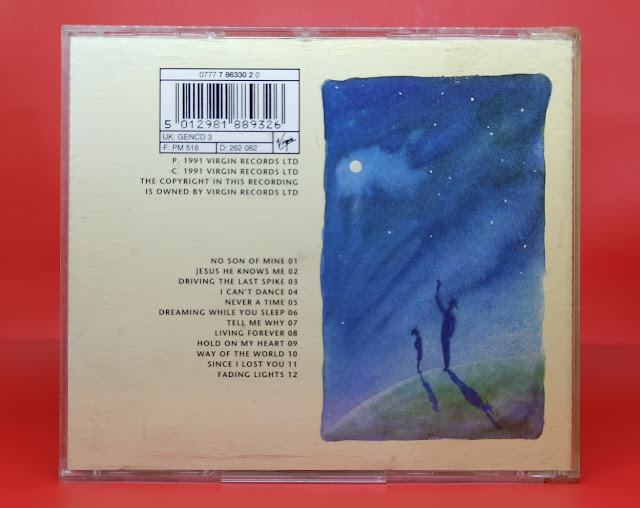 0777 7 86330 2 0
5 012981 889326
UK: GENCD 3
F: PM 518 D: 262 082
Virgin
P. 1991 VIRGIN RECORDS LTD
C. 1991 VIRGIN RECORDS LTD
THE COPYRIGHT IN THIS RECORDING
IS OWNED BY VIRGIN RECORDS LTD
NO SON OF MINE 01
JESUS HE KNOWS ME 02
DRIVING THE LAST SPIKE 03
I CAN'T DANCE 04
NEVER A TIME 05
DREAMING WHILE YOU SLEEP 06
TELL ME WHY 07
LIVING FOREVER 08
HOLD ON MY HEART 09
WAY OF THE WORLD 10
SINCE I LOST YOU 11
FADING LIGHTS 12